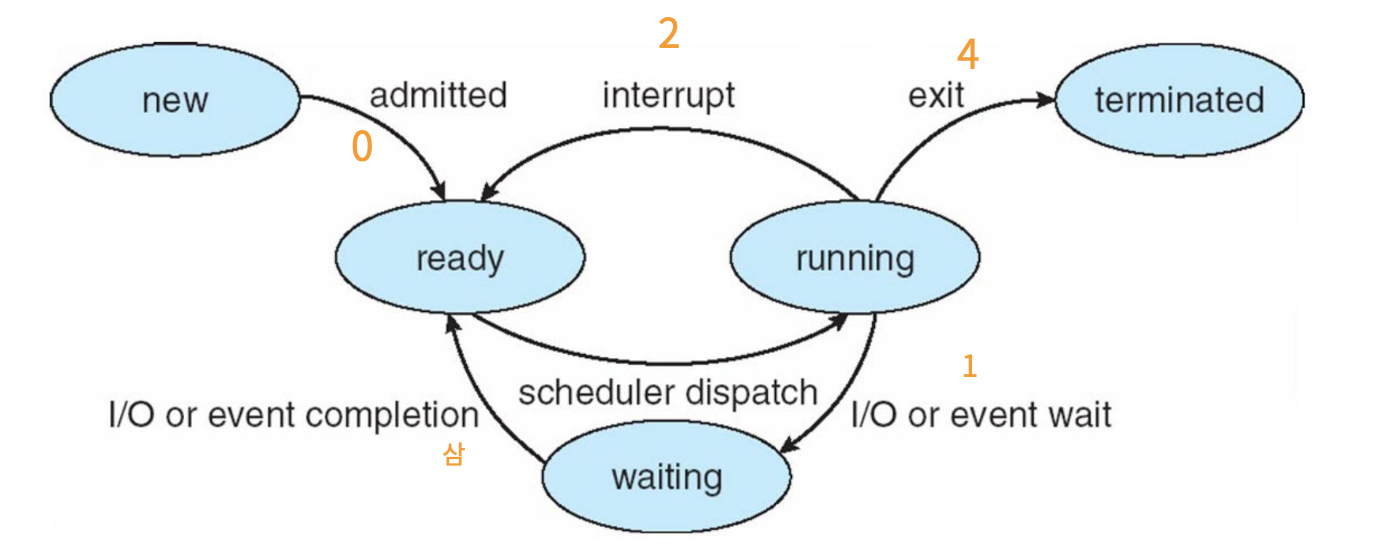 2
4
new
admitted
interrupt
exit
terminated
0
ready
running
1
scheduler dispatch
I/O or event completion
I/O or event wait
삼
waiting